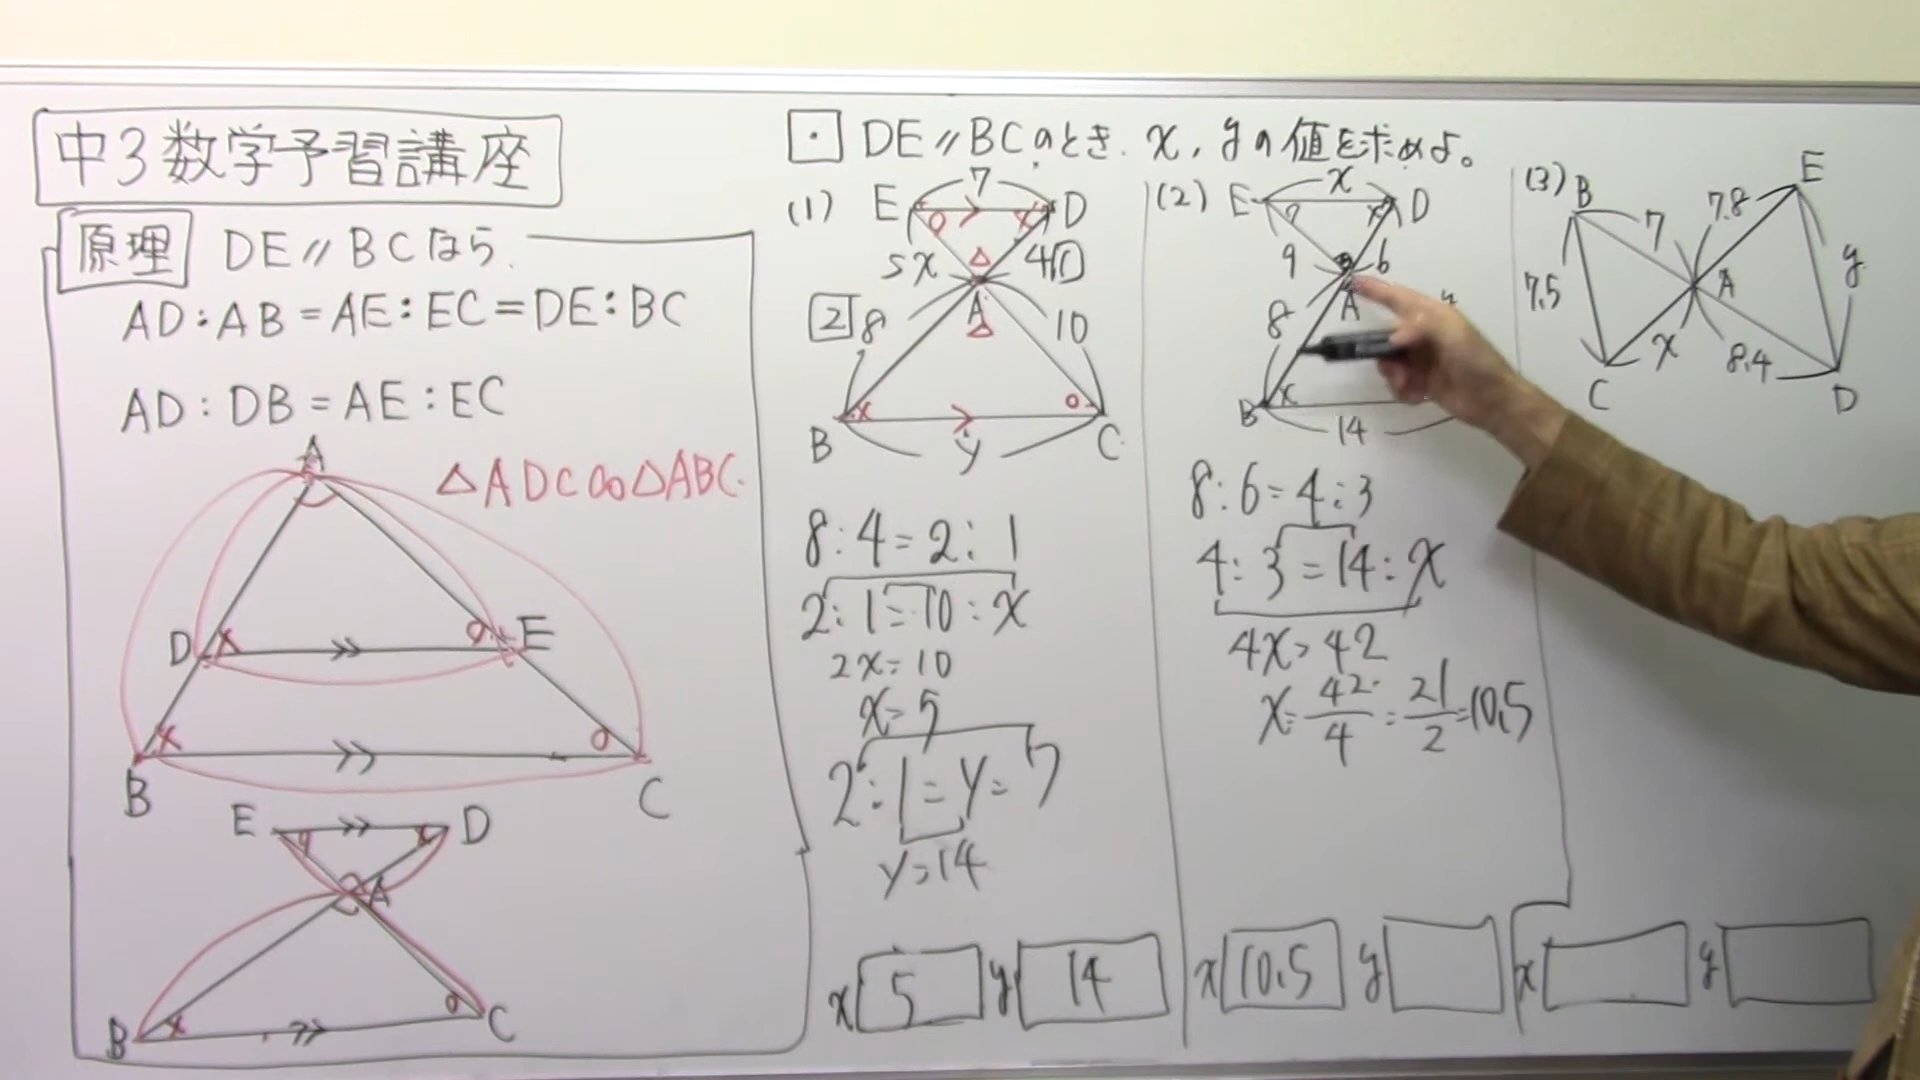 中3数学予習講座
原理 DE//BCなら
AD:AB=AE:EC=DE:BC
AD:DB=AE:EC
△ADC∽△ABC
A
D × ○ E
B × ○ C
E D
A
B × ○ C
・ DE//BCのとき、x,yの値を求めよ。
(1) E 7 D
○ ×
5x △ 4①
2 8 A 10
△
B × ○ C
y
8:4=2:1
2:1=10:x
2x=10
x=5
2:1=y=7
y=14
x 5 y 14
(2) E x D
9 6
8 A
B × 14
8:6=4:3
4:3=14:x
4x=42
x=42/4=21/2=10.5
x 10.5 y
(3) B E
7 7.8
7.5 A y
x 8.4
C D
x y